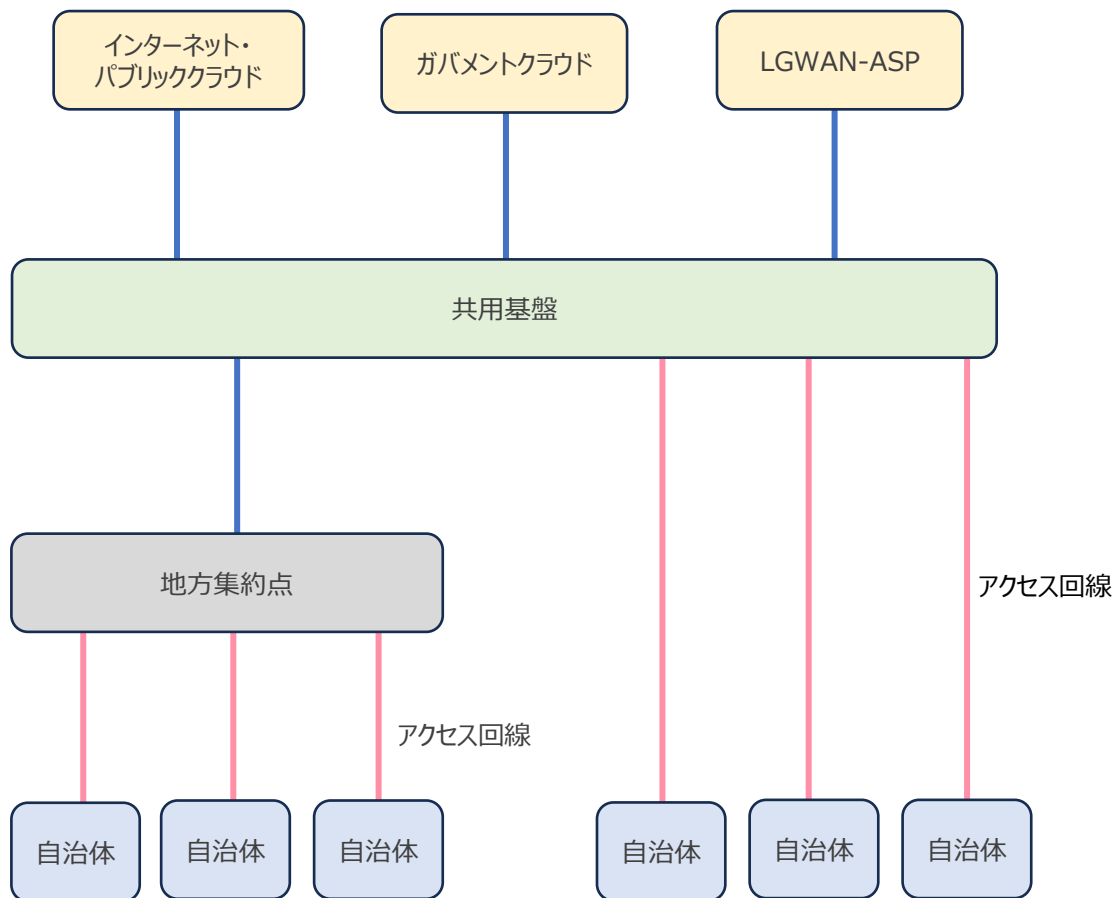 インターネット・
パブリッククラウド
ガバメントクラウド
LGWAN-ASP
共用基盤
地方集約点
アクセス回線
アクセス回線
自治体
自治体
自治体
自治体
自治体
自治体